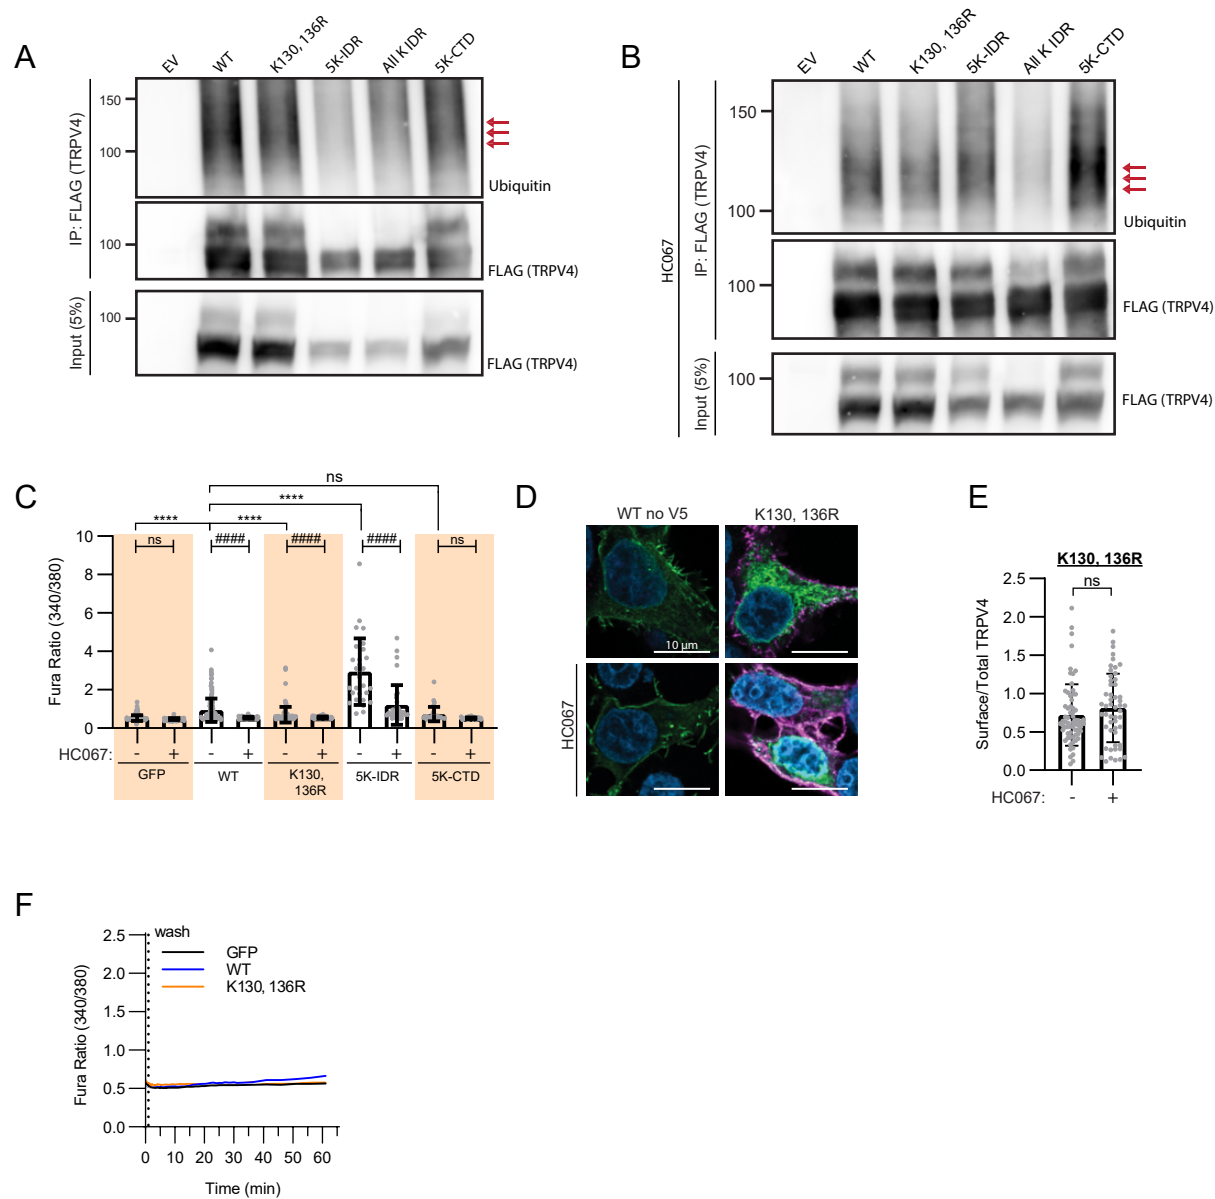 A
EV
WT
K130, 136R
5K-IDR
All K IDR
5K-CTD
IP: FLAG (TRPV4)
150
100
Ubiquitin
100
FLAG (TRPV4)
Input (5%)
100
FLAG (TRPV4)
B
EV
WT
K130, 136R
5K-IDR
All K IDR
5K-CTD
HC067
IP: FLAG (TRPV4)
150
100
Ubiquitin
100
FLAG (TRPV4)
Input (5%)
100
FLAG (TRPV4)
C
ns
****
**** ****
ns #### #### #### ns
Fura Ratio (340/380)
10
8
6
4
2
0
HC067: - + - + - + - + - +
GFP WT K130, 136R 5K-IDR 5K-CTD
D
WT no V5 K130, 136R
10 µm
HC067
E
K130, 136R
ns
Surface/Total TRPV4
2.5
2.0
1.5
1.0
0.5
0.0
HC067: - +
F
wash
GFP
WT
K130, 136R
Fura Ratio (340/380)
2.5
2.0
1.5
1.0
0.5
0.0
0 10 20 30 40 50 60
Time (min)